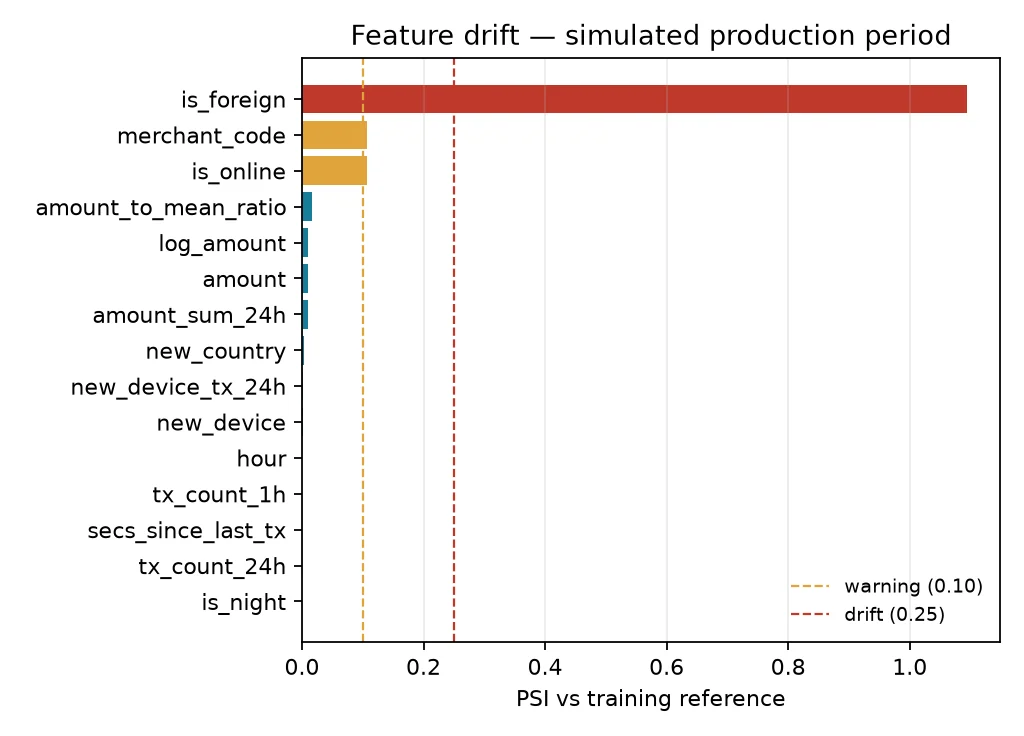 Feature drift — simulated production period
is_foreign
merchant_code
is_online
amount_to_mean_ratio
log_amount
amount
amount_sum_24h
new_country
new_device_tx_24h
new_device
hour
tx_count_1h
secs_since_last_tx
tx_count_24h
is_night
warning (0.10)
drift (0.25)
0.0 0.2 0.4 0.6 0.8 1.0
PSI vs training reference